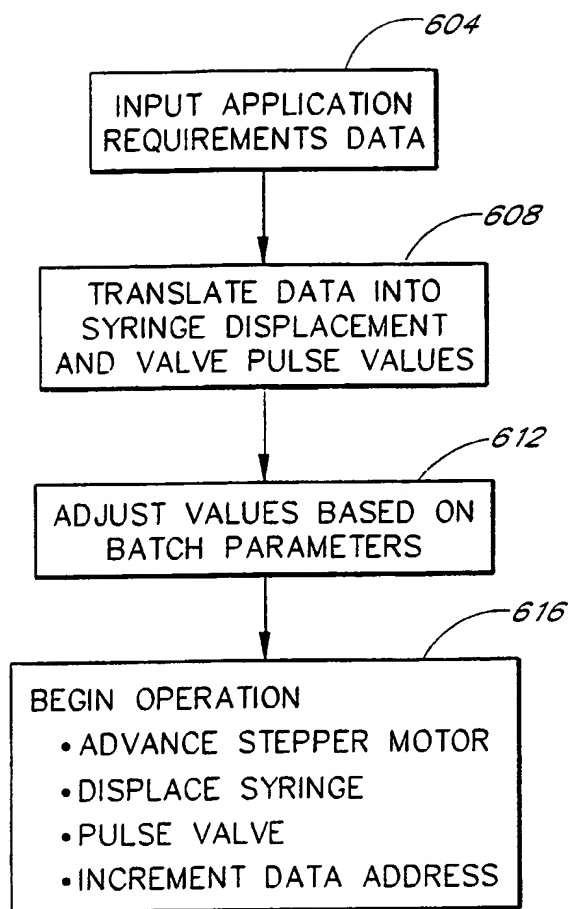 604
INPUT APPLICATION
REQUIREMENTS DATA
608
TRANSLATE DATA INTO
SYRINGE DISPLACEMENT
AND VALVE PULSE VALUES
612
ADJUST VALUES BASED ON
BATCH PARAMETERS
616
BEGIN OPERATION
• ADVANCE STEPPER MOTOR
• DISPLACE SYRINGE
• PULSE VALVE
• INCREMENT DATA ADDRESS